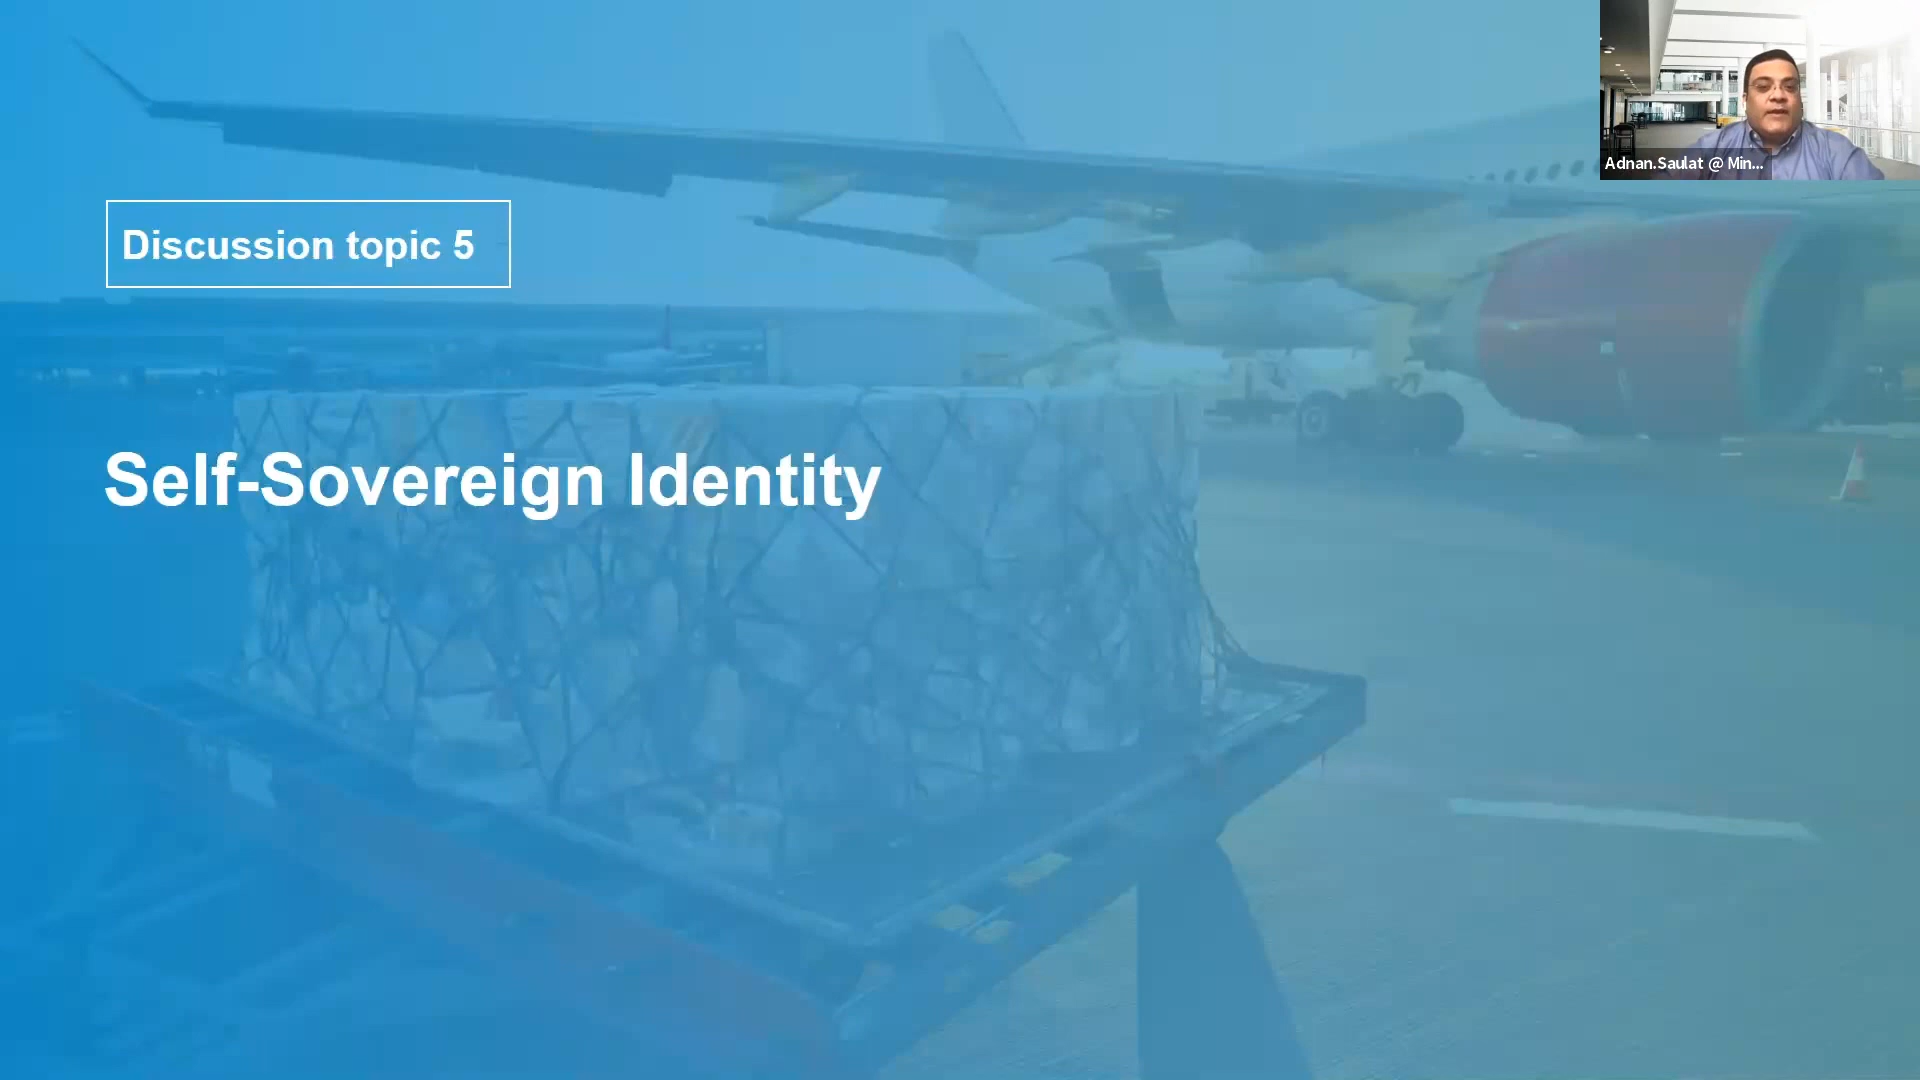 Discussion topic 5
Self-Sovereign Identity
Adnan.Saulat @ Min...